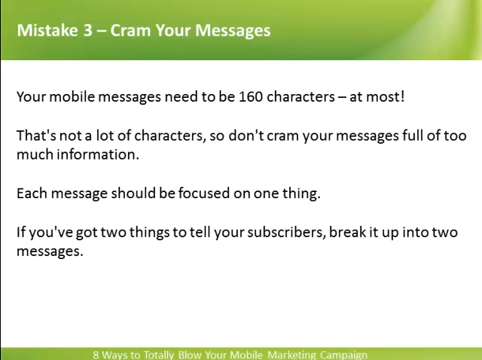 Mistake 3 – Cram Your Messages
Your mobile messages need to be 160 characters – at most!
That's not a lot of characters, so don't cram your messages full of too
much information.
Each message should be focused on one thing.
If you've got two things to tell your subscribers, break it up into two
messages.
8 Ways to Totally Blow Your Mobile Marketing Campaign